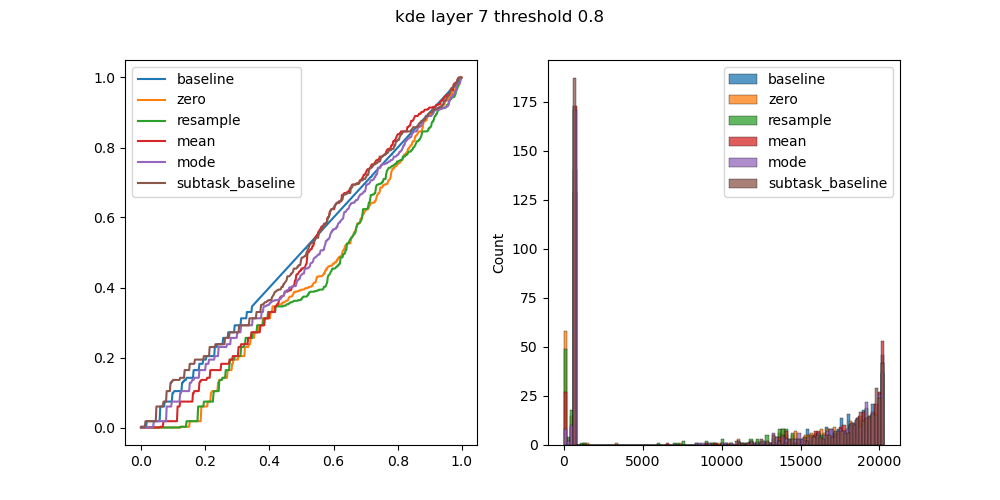 kde layer 7 threshold 0.8
baseline
zero
resample
mean
mode
subtask_baseline
1.0
0.8
0.6
0.4
0.2
0.0
0.0 0.2 0.4 0.6 0.8 1.0
baseline
zero
resample
mean
mode
subtask_baseline
Count
175
150
125
100
75
50
25
0
0 5000 10000 15000 20000